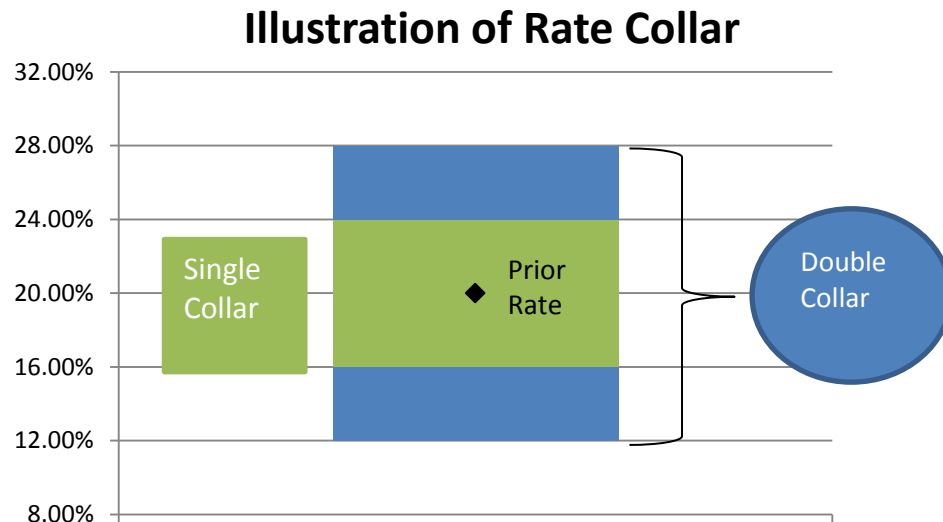 Illustration of Rate Collar
32.00%
28.00%
24.00%
20.00%
16.00%
12.00%
8.00%
Single
Collar
Prior
Rate
Double
Collar